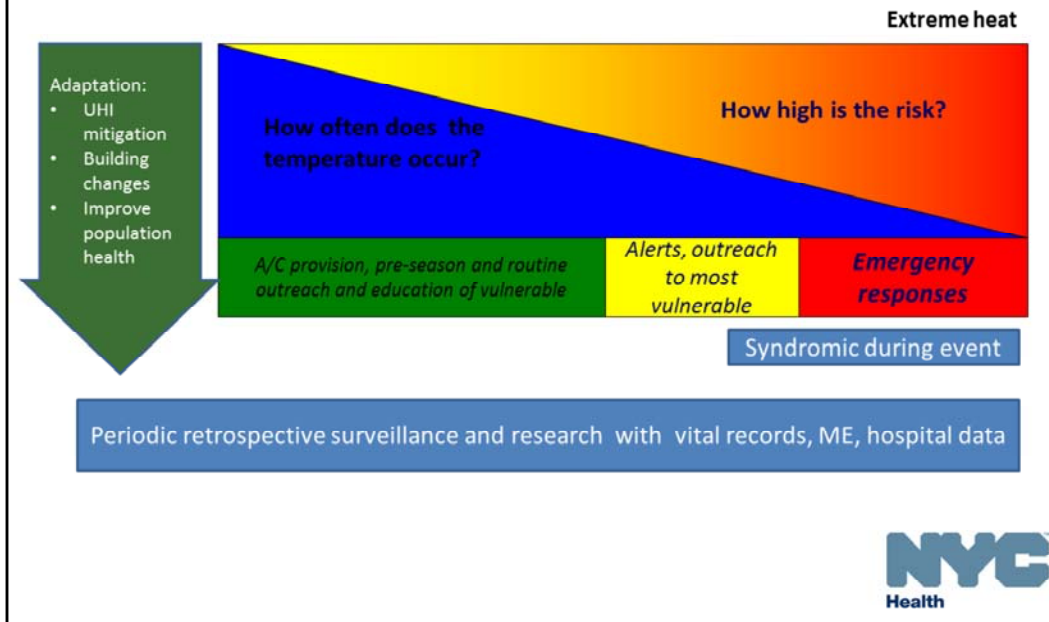 Extreme heat
Adaptation:
• UHI
mitigation
• Building
changes
• Improve
population
health
How often does the
temperature occur?
How high is the risk?
A/C provision, pre-season and routine
outreach and education of vulnerable
Alerts, outreach
to most
vulnerable
Emergency
responses
Syndromic during event
Periodic retrospective surveillance and research with vital records, ME, hospital data
NYC
Health